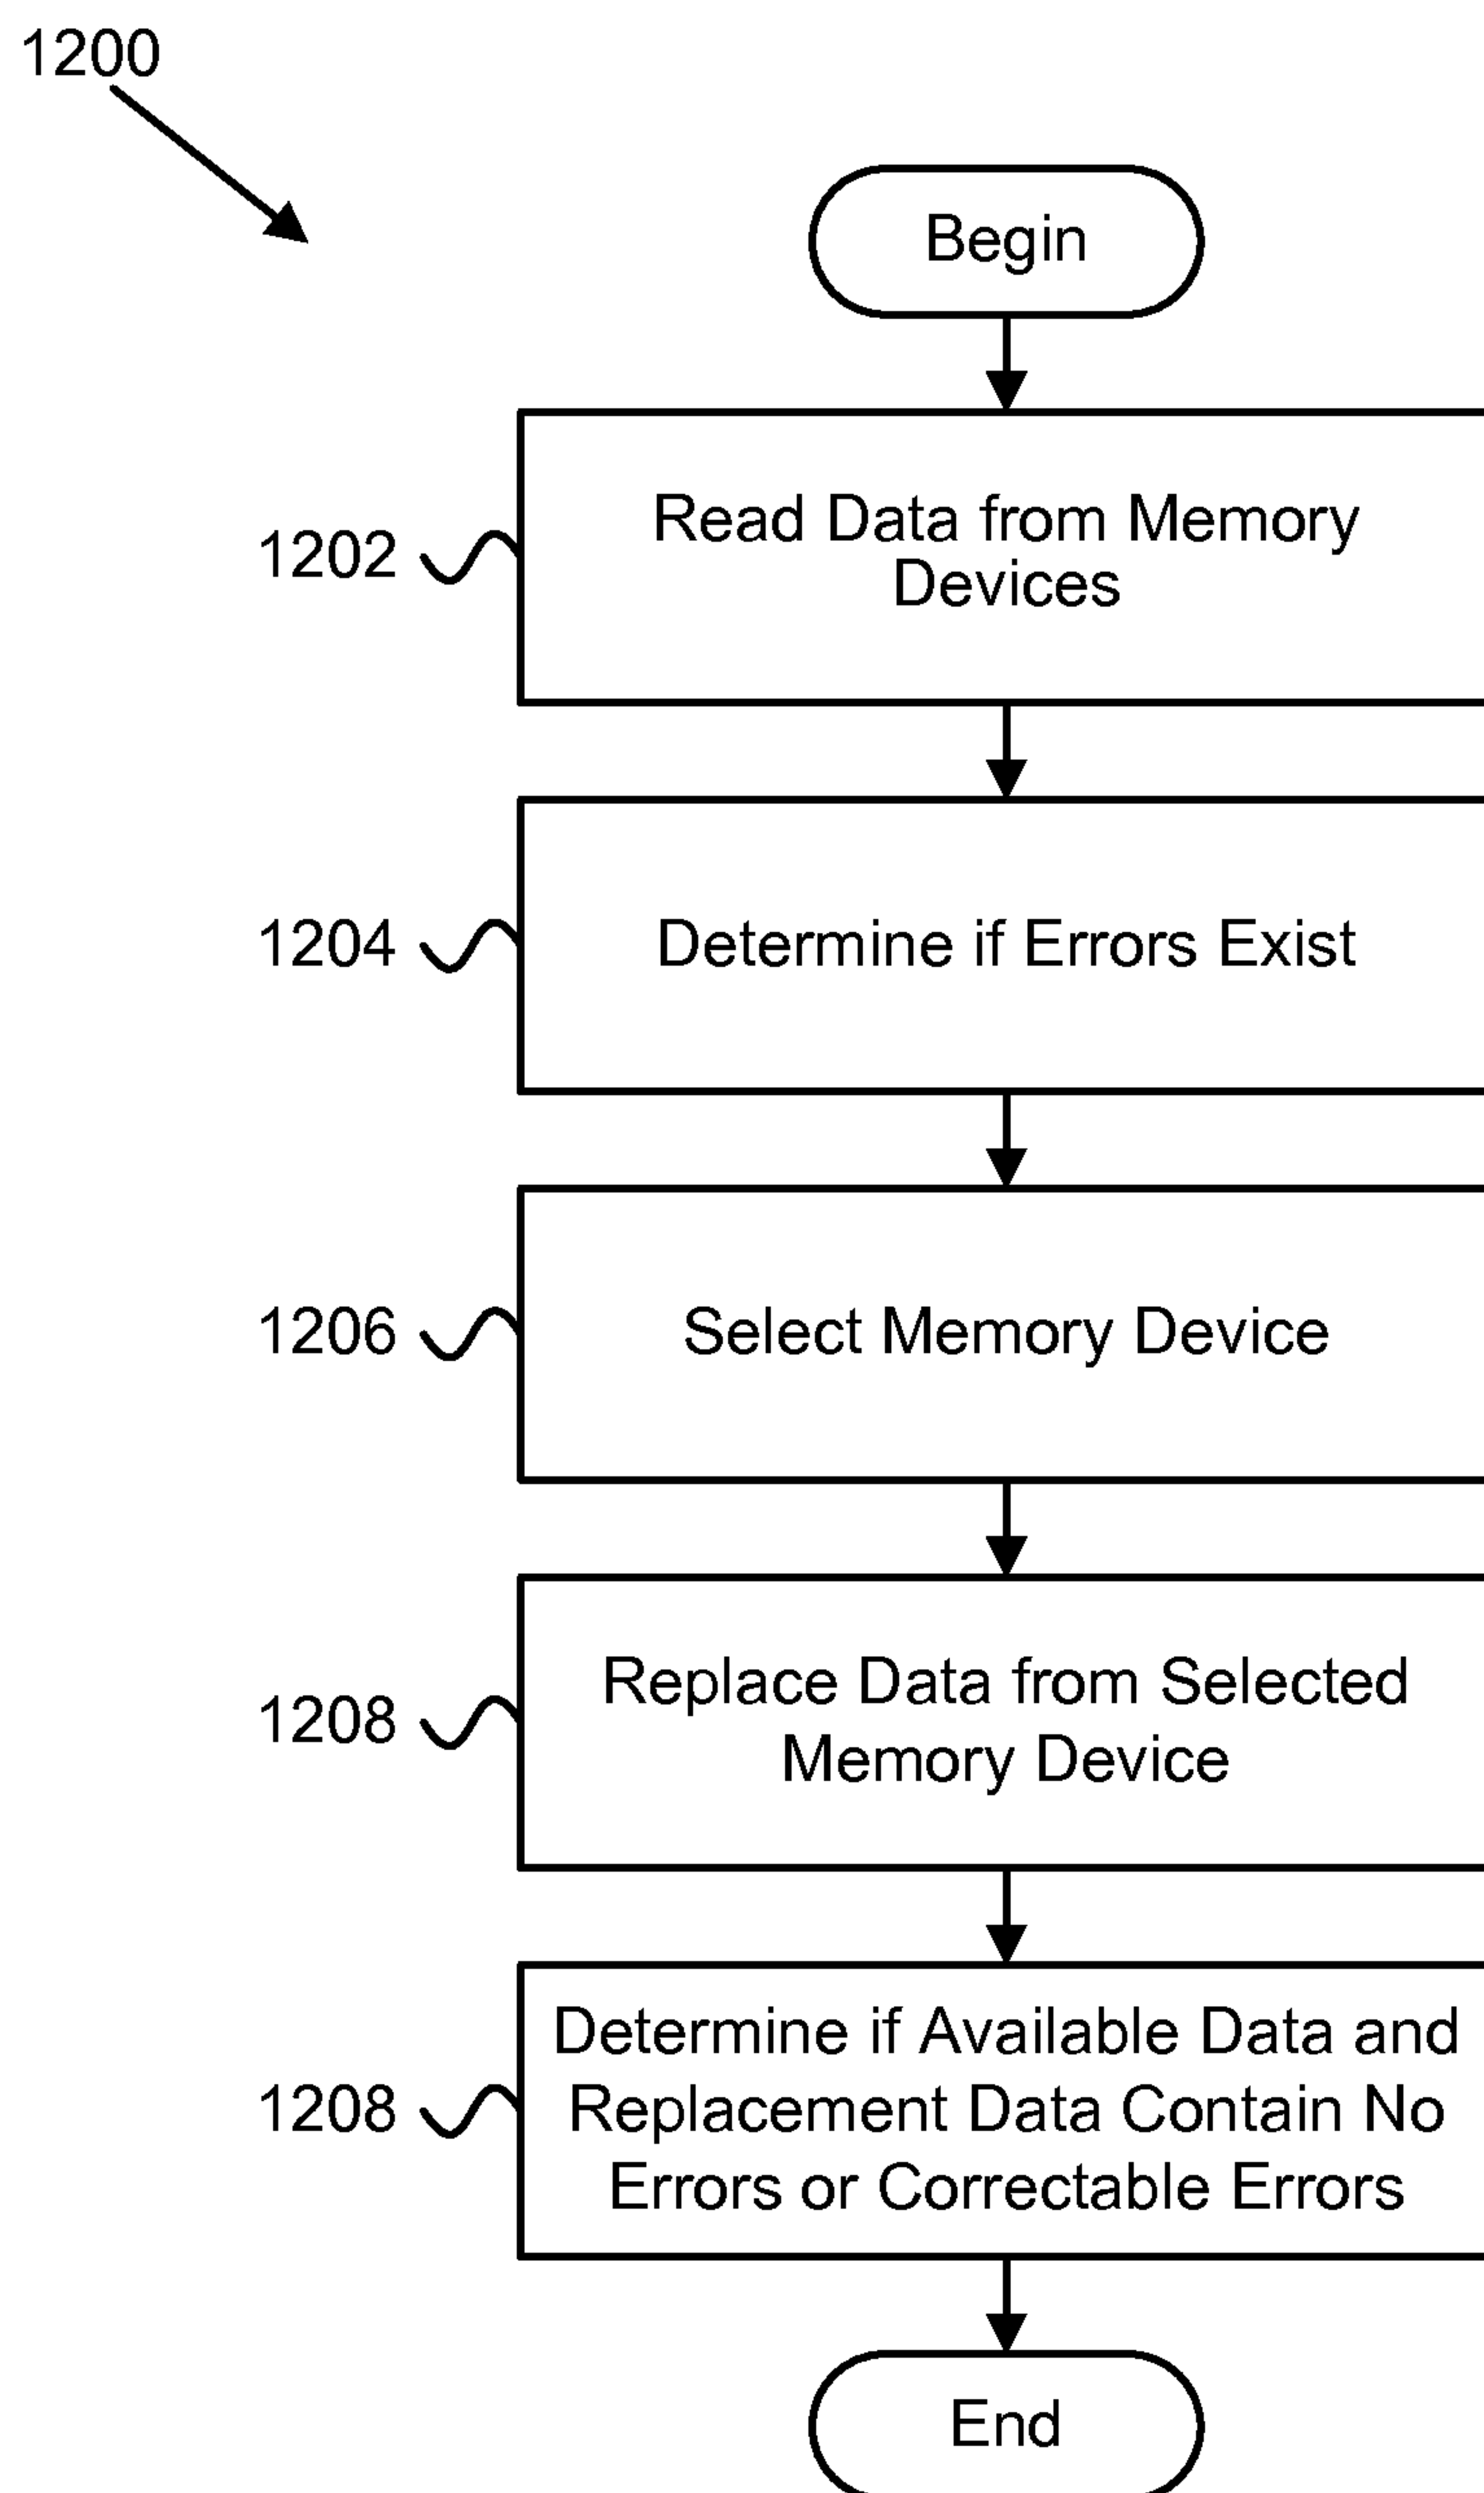 1200
Begin
1202
Read Data from Memory
Devices
1204
Determine if Errors Exist
1206
Select Memory Device
1208
Replace Data from Selected
Memory Device
1208
Determine if Available Data and
Replacement Data Contain No
Errors or Correctable Errors
End